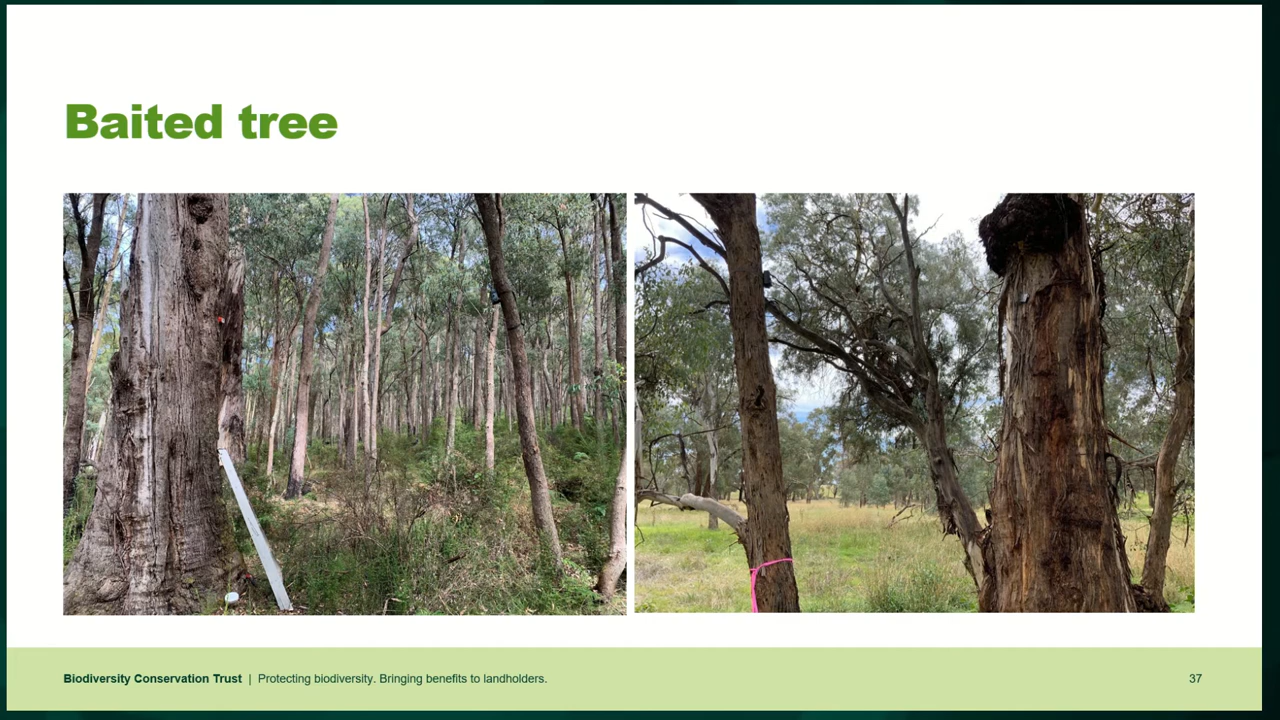 Baited tree
Biodiversity Conservation Trust | Protecting biodiversity. Bringing benefits to landholders.
37